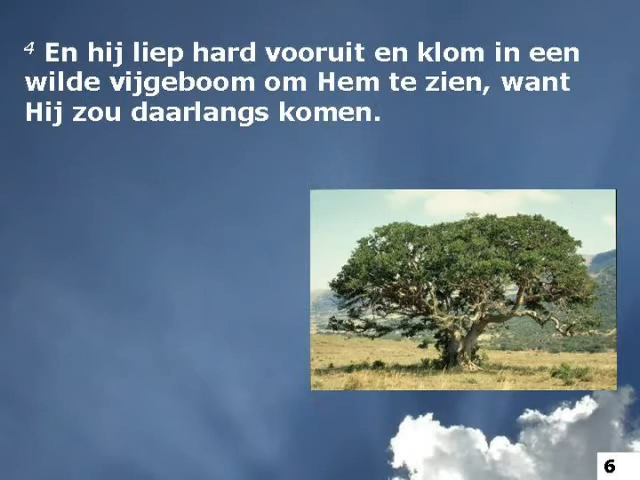 4 En hij liep hard vooruit en klom in een
wilde vijgeboom om Hem te zien, want
Hij zou daarlangs komen.
6